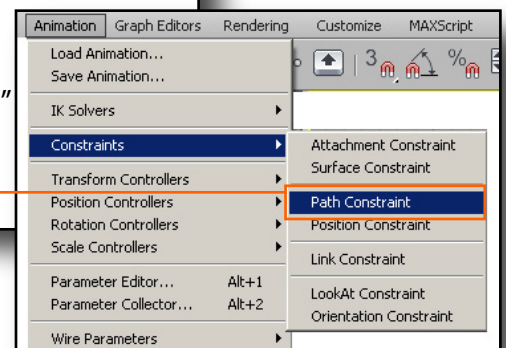 Animation Graph Editors Rendering Customize MAXScript
Load Animation...
Save Animation...
3 %
"
IK Solvers
Constraints
Transform Controllers
Position Controllers
Rotation Controllers
Scale Controllers
Parameter Editor... Alt+1
Parameter Collector... Alt+2
Wire Parameters
Attachment Constraint
Surface Constraint
Path Constraint
Position Constraint
Link Constraint
LookAt Constraint
Orientation Constraint